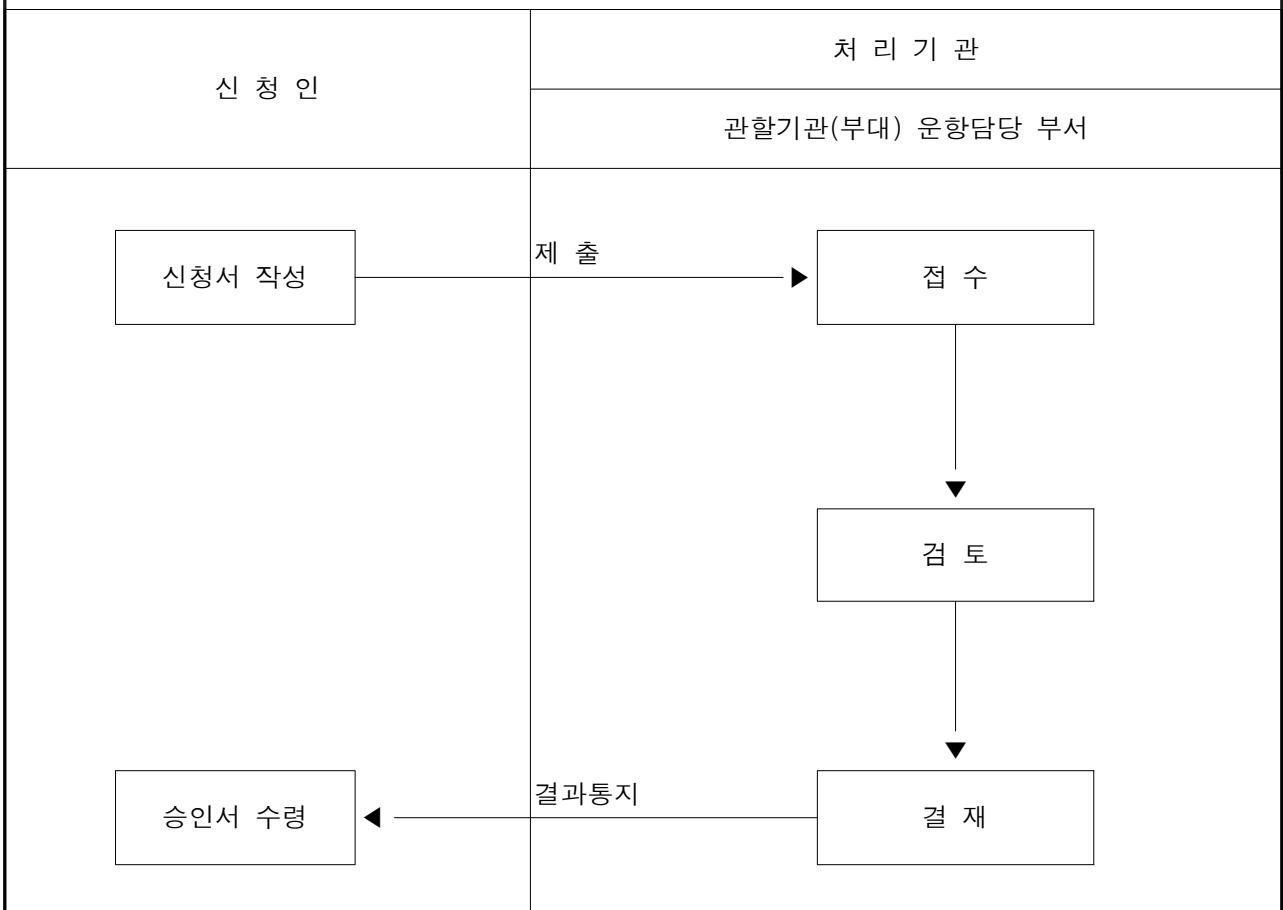 신 청 인
처 리 기 관
관할기관(부대) 운항담당 부서
신청서 작성
제 출
접 수
검 토
승인서 수령
결과통지
결 재